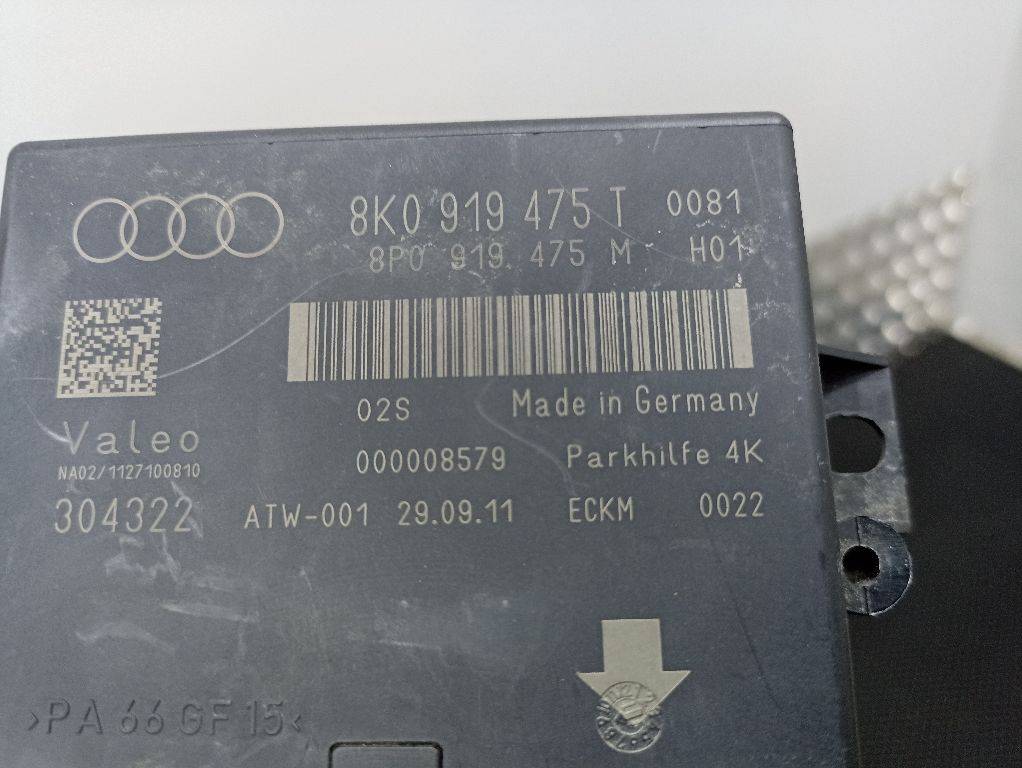 8K0 919 475 T 0081
8P0 919 475 M H01
02S Made in Germany
Valeo
NA02/1127100810
000008579 Parkhilfe 4K
304322 ATW-001 29.09.11 ECKM 0022
>PA 66 GF 15<